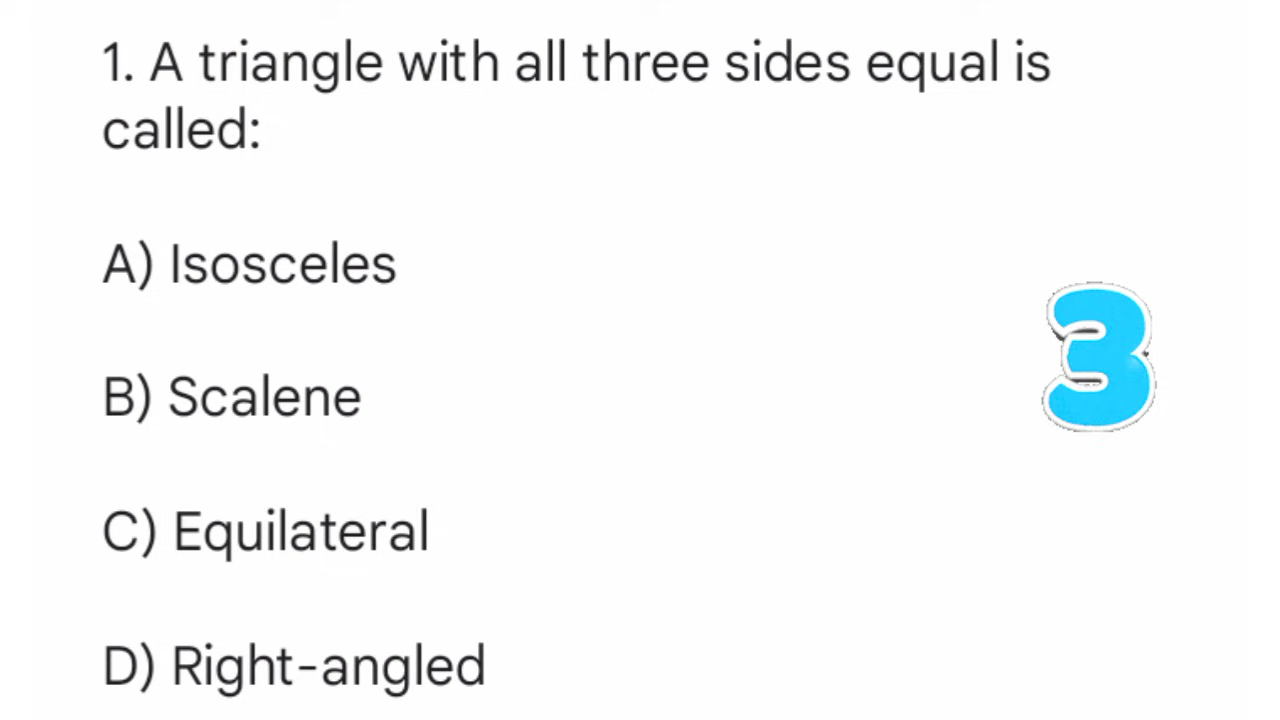 1. A triangle with all three sides equal is
called:
A) Isosceles
3
B) Scalene
C) Equilateral
D) Right-angled